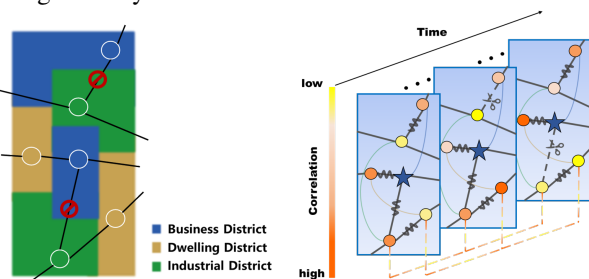 Business District
Dwelling District
Industrial District
Time
low
Correlation
high